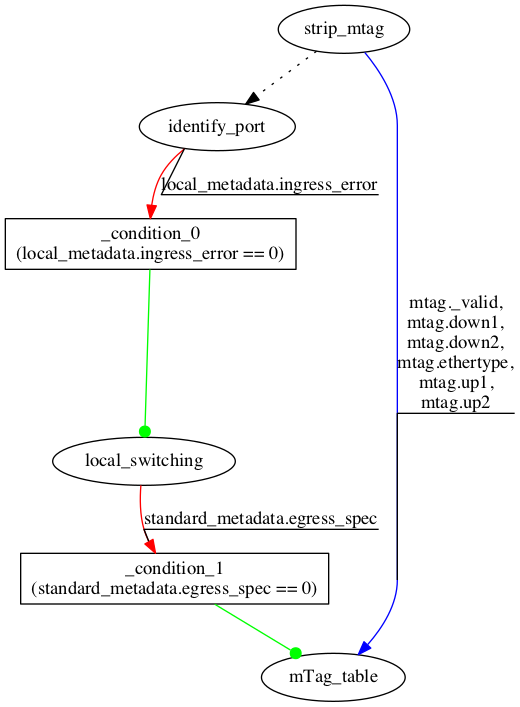 strip_mtag
identify_port
local_metadata.ingress_error
_condition_0
(local_metadata.ingress_error == 0)
mtag._valid,
mtag.down1,
mtag.down2,
mtag.ethertype,
mtag.up1,
mtag.up2
local_switching
standard_metadata.egress_spec
_condition_1
(standard_metadata.egress_spec == 0)
mTag_table